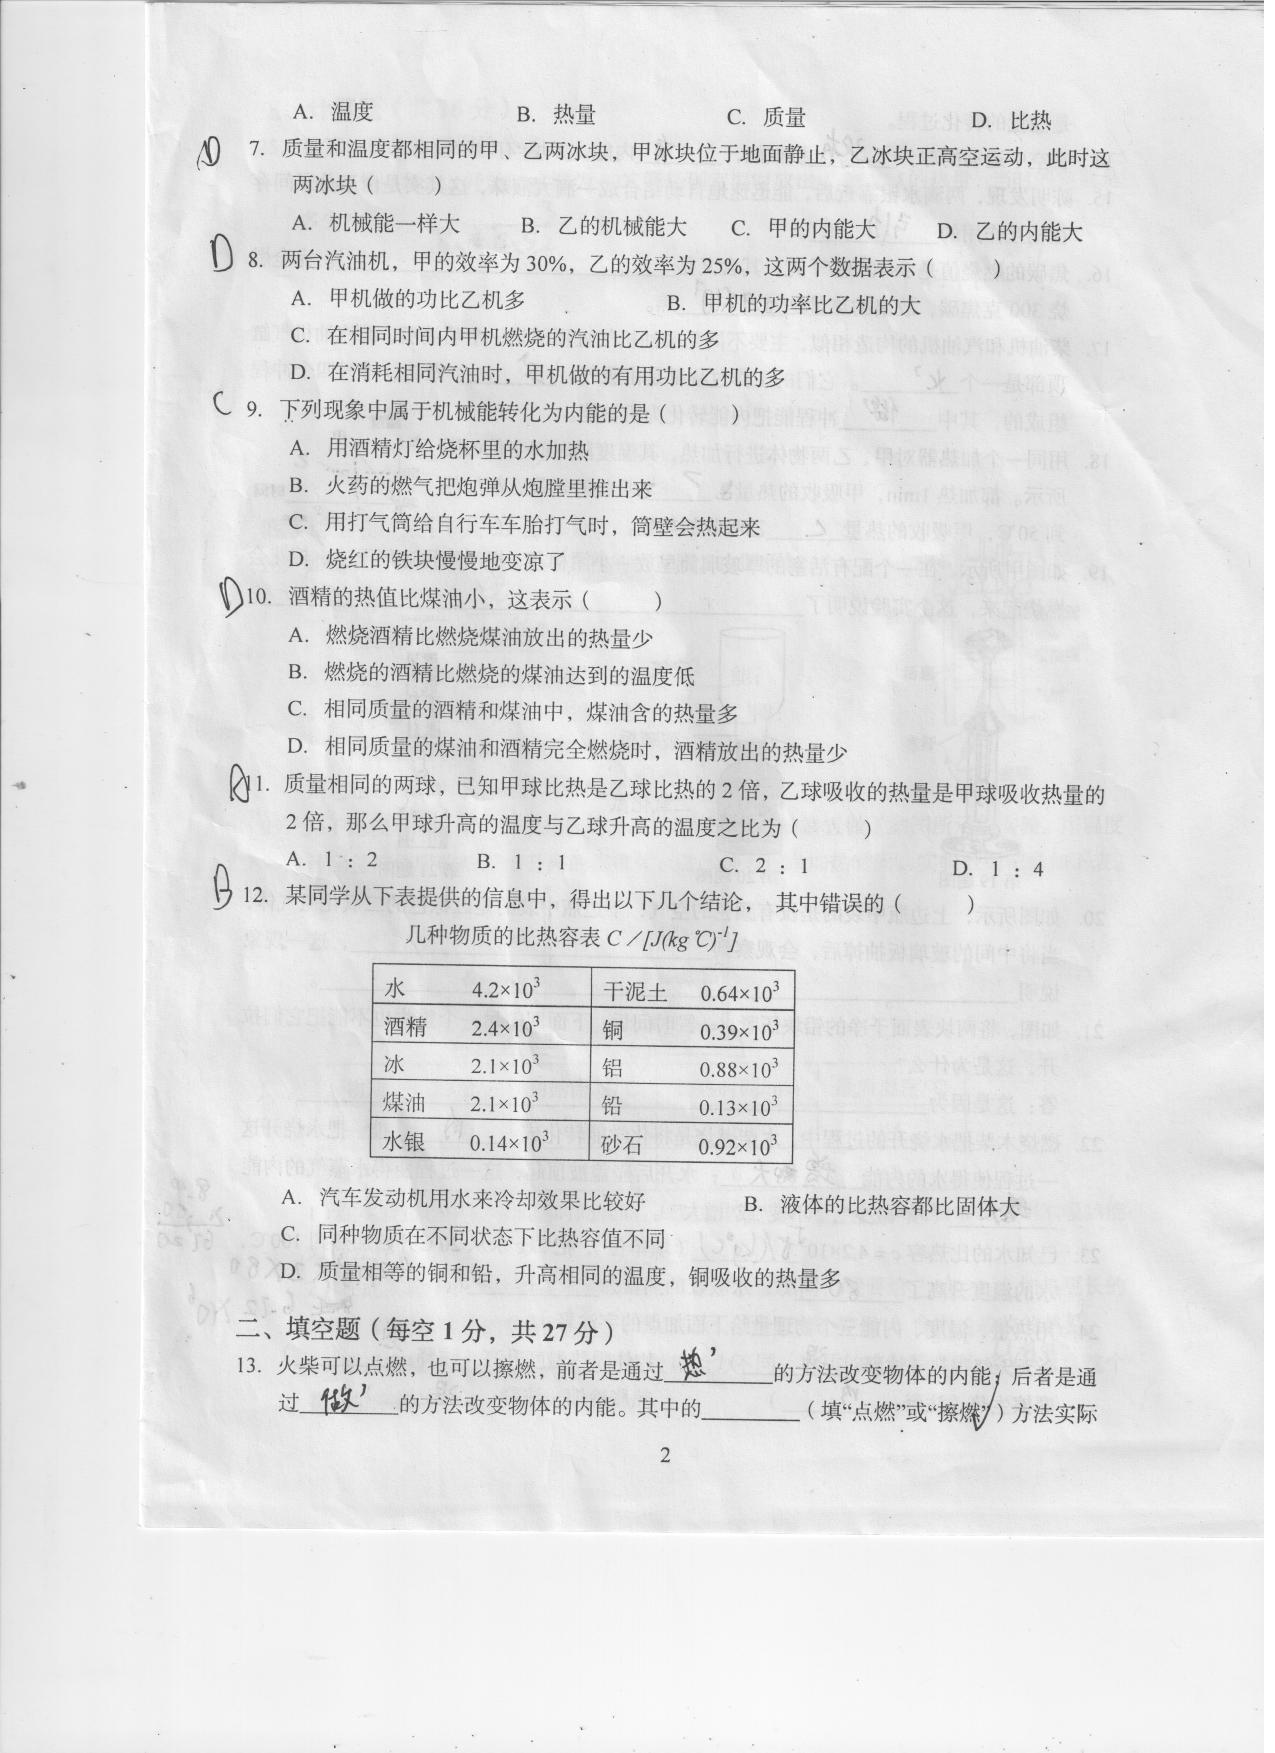 A. 温度 B. 热量 C. 质量 D. 比热
D 7. 质量和温度都相同的甲、乙两冰块，甲冰块位于地面静止，乙冰块正高空运动，此时这
两冰块（ ）
A. 机械能一样大 B. 乙的机械能大 C. 甲的内能大 D. 乙的内能大
D 8. 两台汽油机，甲的效率为30%，乙的效率为25%，这两个数据表示（ ）
A. 甲机做的功比乙机多 B. 甲机的功率比乙机的大
C. 在相同时间内甲机燃烧的汽油比乙机的多
D. 在消耗相同汽油时，甲机做的有用功比乙机的多
C 9. 下列现象中属于机械能转化为内能的是（ ）
A. 用酒精灯给烧杯里的水加热
B. 火药的燃气把炮弹从炮膛里推出来
C. 用打气筒给自行车车胎打气时，筒壁会热起来
D. 烧红的铁块慢慢地变凉了
D 10. 酒精的热值比煤油小，这表示（ ）
A. 燃烧酒精比燃烧煤油放出的热量少
B. 燃烧的酒精比燃烧的煤油达到的温度低
C. 相同质量的酒精和煤油中，煤油含的热量多
D. 相同质量的煤油和酒精完全燃烧时，酒精放出的热量少
11. 质量相同的两球，已知甲球比热是乙球比热的2倍，乙球吸收的热量是甲球吸收热量的
2倍，那么甲球升高的温度与乙球升高的温度之比为（ ）
A. 1 : 2 B. 1 : 1 C. 2 : 1 D. 1 : 4
B 12. 某同学从下表提供的信息中，得出以下几个结论， 其中错误的（ ）
几种物质的比热容表 C／[J(kg℃)⁻¹]
水 4.2×10³ 干泥土 0.64×10³
酒精 2.4×10³ 铜 0.39×10³
冰 2.1×10³ 铝 0.88×10³
煤油 2.1×10³ 铅 0.13×10³
水银 0.14×10³ 砂石 0.92×10³
A. 汽车发动机用水来冷却效果比较好 B. 液体的比热容都比固体大
C. 同种物质在不同状态下比热容值不同
D. 质量相等的铜和铅，升高相同的温度，铜吸收的热量多
二、填空题（每空1分，共27分）
13. 火柴可以点燃，也可以擦燃，前者是通过 热 的方法改变物体的内能；后者是通
过 做 的方法改变物体的内能。其中的________（填“点燃”或“擦燃”）方法实际
2